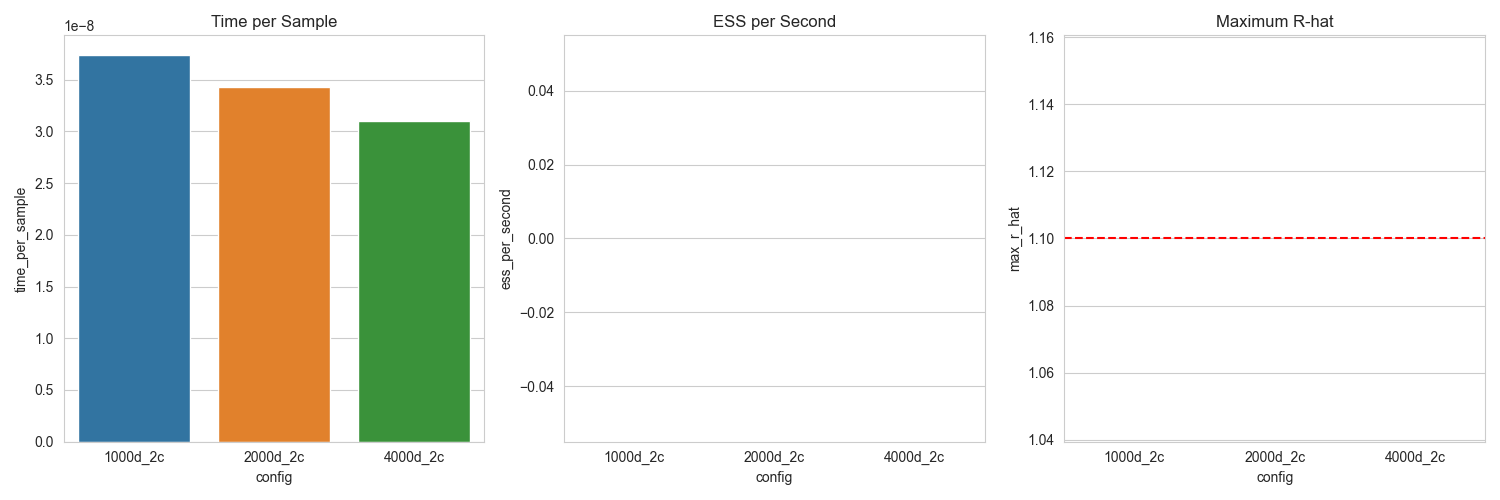 Time per Sample
1e−8
3.5
3.0
2.5
2.0
1.5
1.0
0.5
0.0
time_per_sample
1000d_2c 2000d_2c 4000d_2c
config
ESS per Second
0.04
0.02
0.00
−0.02
−0.04
ess_per_second
1000d_2c 2000d_2c 4000d_2c
config
Maximum R-hat
1.16
1.14
1.12
1.10
1.08
1.06
1.04
max_r_hat
1000d_2c 2000d_2c 4000d_2c
config